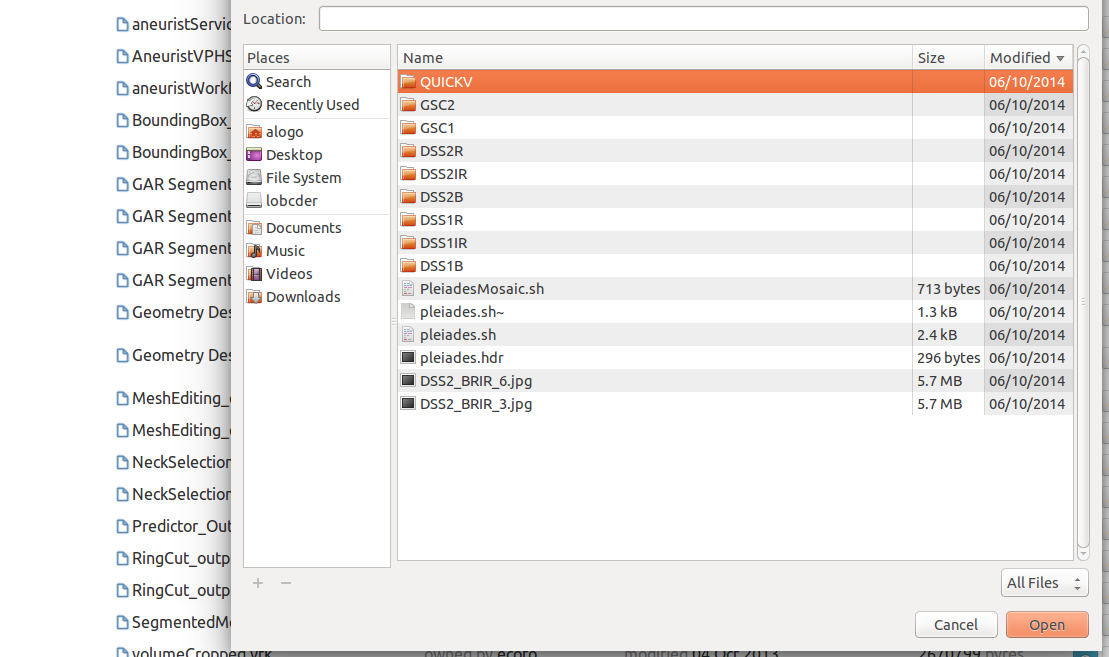 Location:
Places
Search
Recently Used
alogo
Desktop
File System
lobcder
Documents
Music
Videos
Downloads
Name Size Modified
QUICKV 06/10/2014
GSC2 06/10/2014
GSC1 06/10/2014
DSS2R 06/10/2014
DSS2IR 06/10/2014
DSS2B 06/10/2014
DSS1R 06/10/2014
DSS1IR 06/10/2014
DSS1B 06/10/2014
PleiadesMosaic.sh 713 bytes 06/10/2014
pleiades.sh~ 1.3 kB 06/10/2014
pleiades.sh 2.4 kB 06/10/2014
pleiades.hdr 296 bytes 06/10/2014
DSS2_BRIR_6.jpg 5.7 MB 06/10/2014
DSS2_BRIR_3.jpg 5.7 MB 06/10/2014
All Files
Cancel Open
aneuristServic
AneuristVPHS
aneuristWorkf
BoundingBox_
BoundingBox_
GAR Segment
GAR Segment
GAR Segment
GAR Segment
Geometry Des
Geometry Des
MeshEditing_
MeshEditing_
NeckSelection
NeckSelection
Predictor_Out
RingCut_outp
RingCut_outp
SegmentedMe
volumeCropped.vrk owned by ecoro modified 04 Oct 2013 2670799 bytes